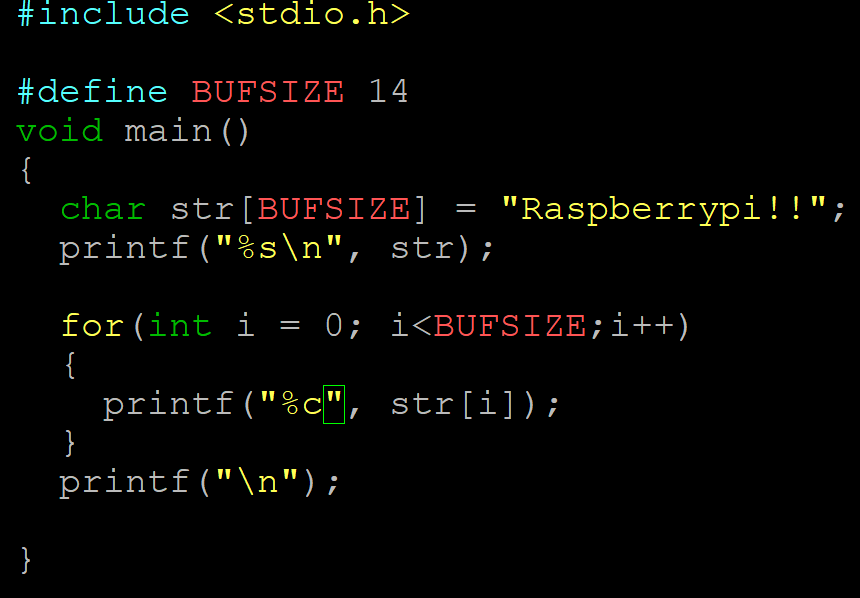 #include <stdio.h>
#define BUFSIZE 14
void main()
{
  char str[BUFSIZE] = "Raspberrypi!!";
  printf("%s\n", str);
  for(int i = 0; i<BUFSIZE;i++)
  {
    printf("%c", str[i]);
  }
  printf("\n");
}